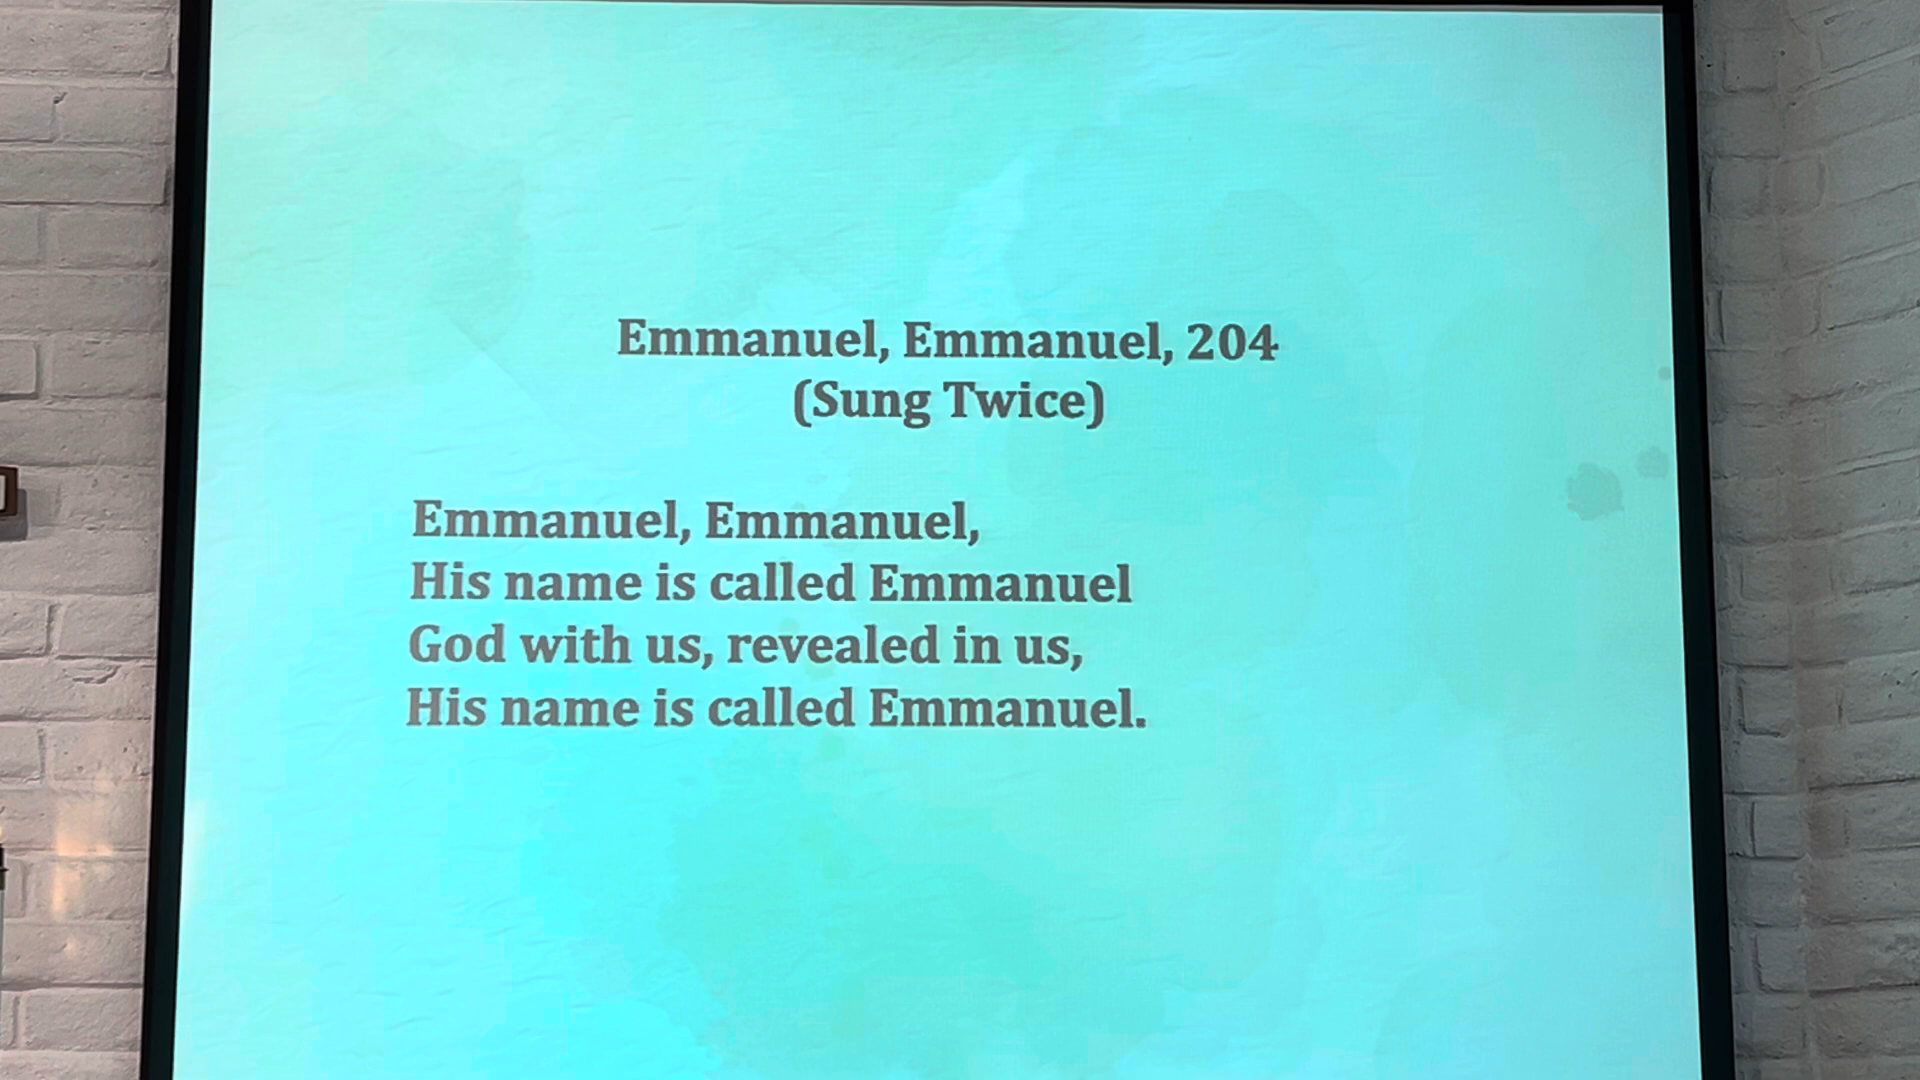 Emmanuel, Emmanuel, 204
(Sung Twice)
Emmanuel, Emmanuel,
His name is called Emmanuel
God with us, revealed in us,
His name is called Emmanuel.